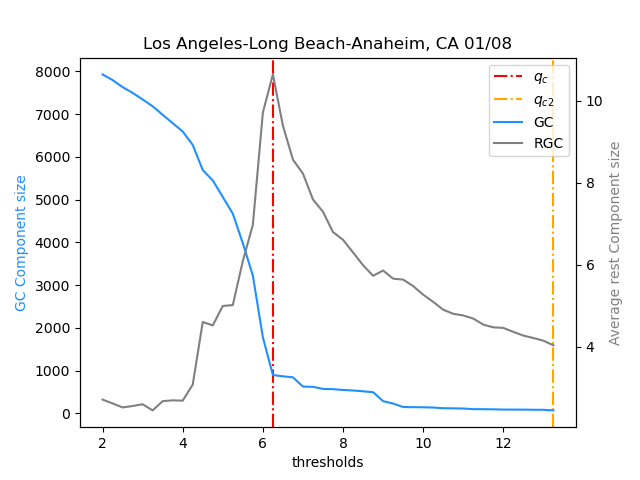 Los Angeles-Long Beach-Anaheim, CA 01/08
GC Component size
8000
7000
6000
5000
4000
3000
2000
1000
0
2 4 6 8 10 12
thresholds
10
8
6
4
Average rest Component size
q_c
q_c2
GC
RGC